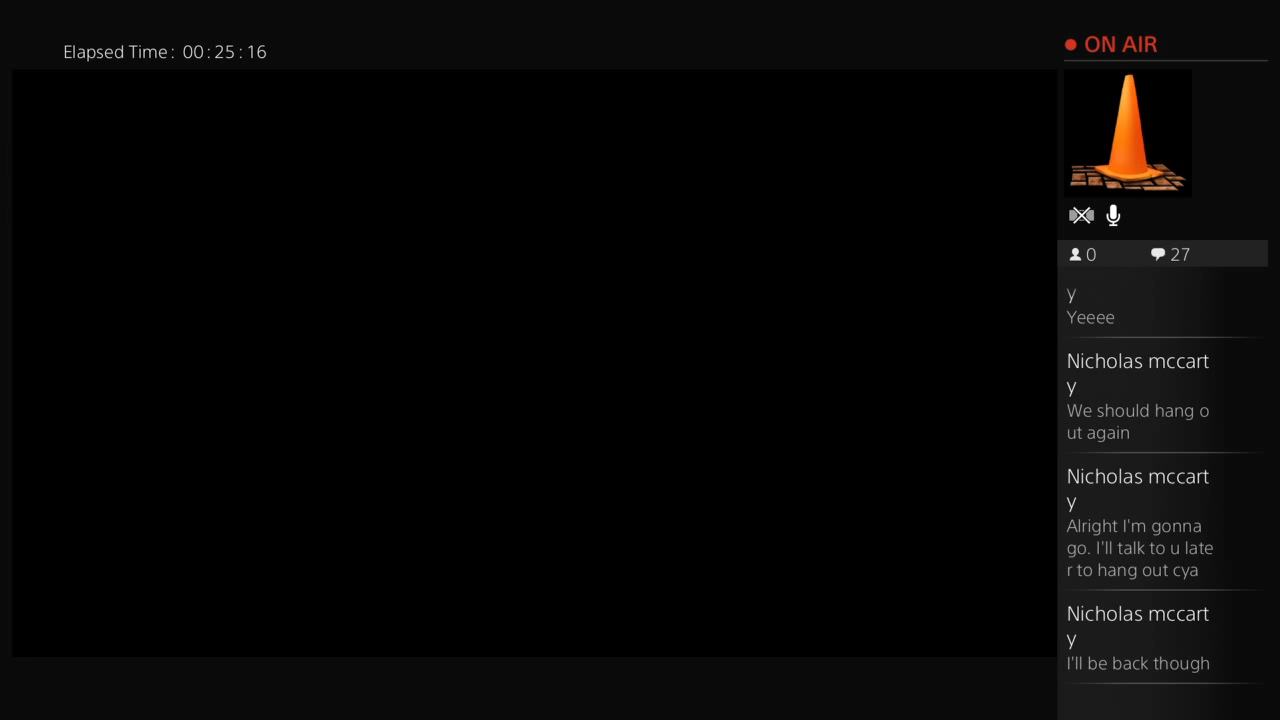 Elapsed Time: 00:25:16
ON AIR
0 27
y
Yeeee
Nicholas mccart
y
We should hang o
ut again
Nicholas mccart
y
Alright I'm gonna
go. I'll talk to u late
r to hang out cya
Nicholas mccart
y
I'll be back though